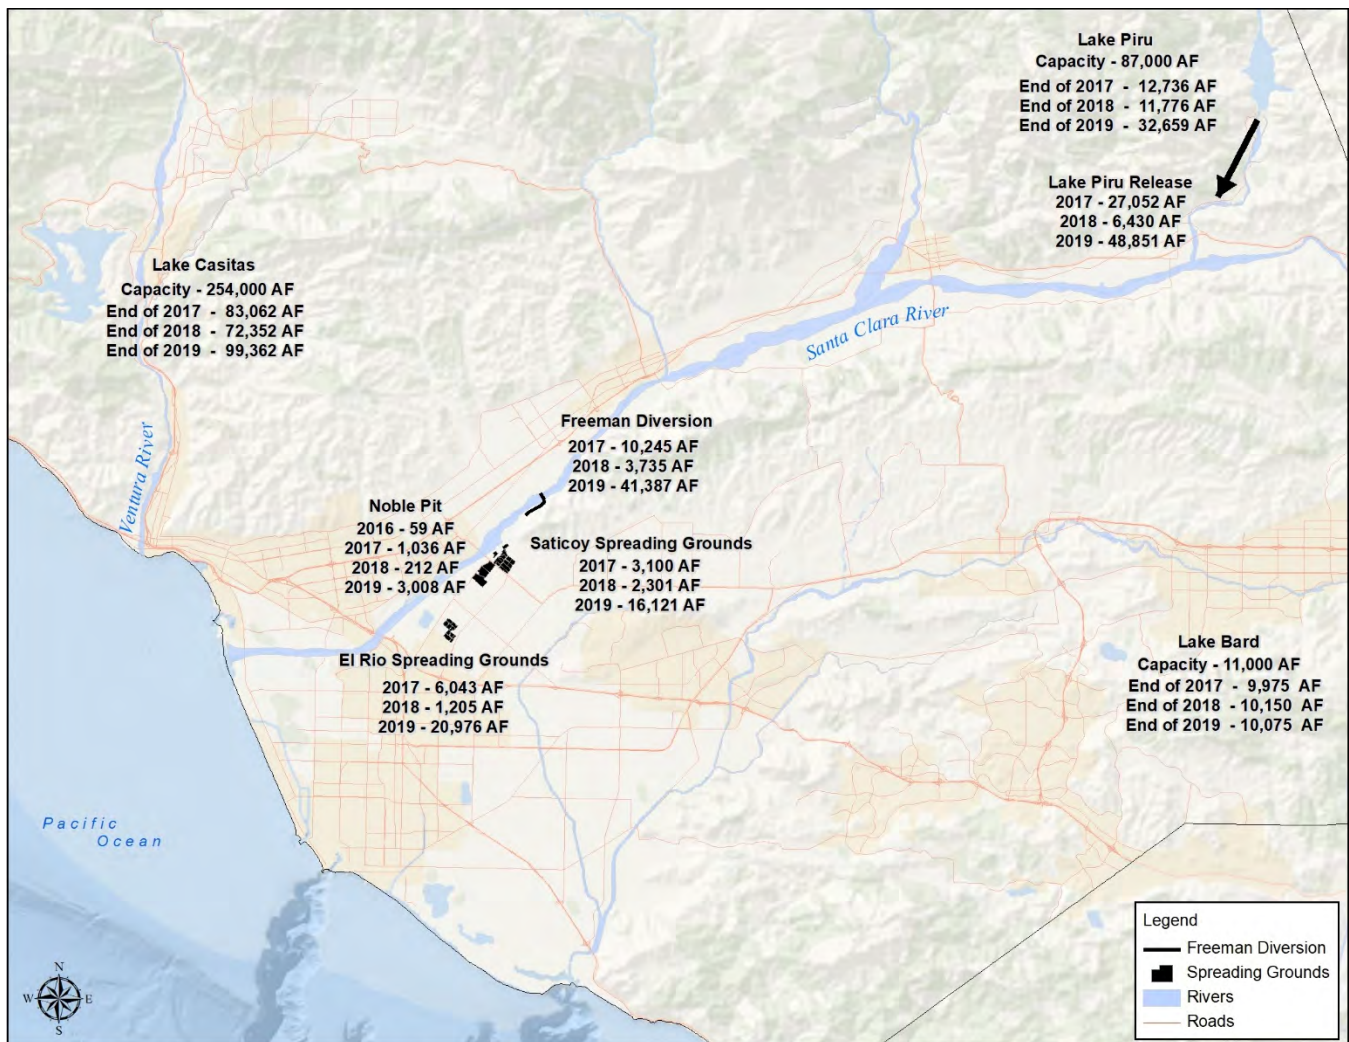 Lake Piru
Capacity - 87,000 AF
End of 2017 - 12,736 AF
End of 2018 - 11,776 AF
End of 2019 - 32,659 AF
Lake Piru Release
2017 - 27,052 AF
2018 - 6,430 AF
2019 - 48,851 AF
Lake Casitas
Capacity - 254,000 AF
End of 2017 - 83,062 AF
End of 2018 - 72,352 AF
End of 2019 - 99,362 AF
Santa Clara River
Ventura River
Freeman Diversion
2017 - 10,245 AF
2018 - 3,735 AF
2019 - 41,387 AF
Noble Pit
2016 - 59 AF
2017 - 1,036 AF
2018 - 212 AF
2019 - 3,008 AF
Saticoy Spreading Grounds
2017 - 3,100 AF
2018 - 2,301 AF
2019 - 16,121 AF
El Rio Spreading Grounds
2017 - 6,043 AF
2018 - 1,205 AF
2019 - 20,976 AF
Lake Bard
Capacity - 11,000 AF
End of 2017 - 9,975 AF
End of 2018 - 10,150 AF
End of 2019 - 10,075 AF
Pacific
Ocean
Legend
Freeman Diversion
Spreading Grounds
Rivers
Roads
N
W E
S